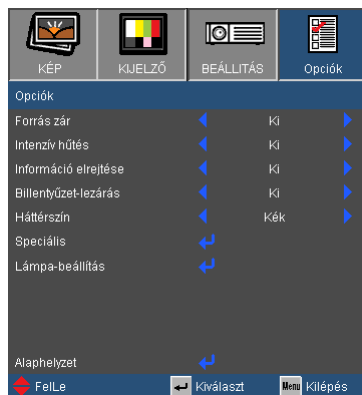 KÉP KIJELZŐ BEÁLLITÁS Opciók
Opciók
Forrás zár Ki
Intenzív hűtés Ki
Információ elrejtése Ki
Billentyűzet-lezárás Ki
Háttérszín Kék
Speciális
Lámpa-beállítás
Alaphelyzet
FelLe Kiválaszt Menu Kilépés